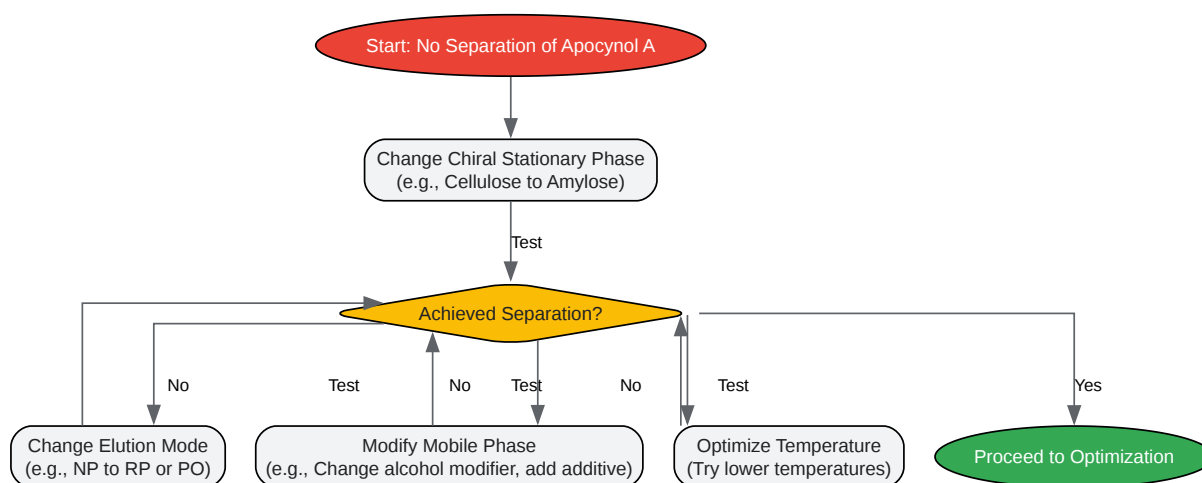 Start: No Separation of Apocynol A
Change Chiral Stationary Phase
(e.g., Cellulose to Amylose)
Test
Achieved Separation?
No
Test
No
Test
No
Test
Yes
Change Elution Mode
(e.g., NP to RP or PO)
Modify Mobile Phase
(e.g., Change alcohol modifier, add additive)
Optimize Temperature
(Try lower temperatures)
Proceed to Optimization